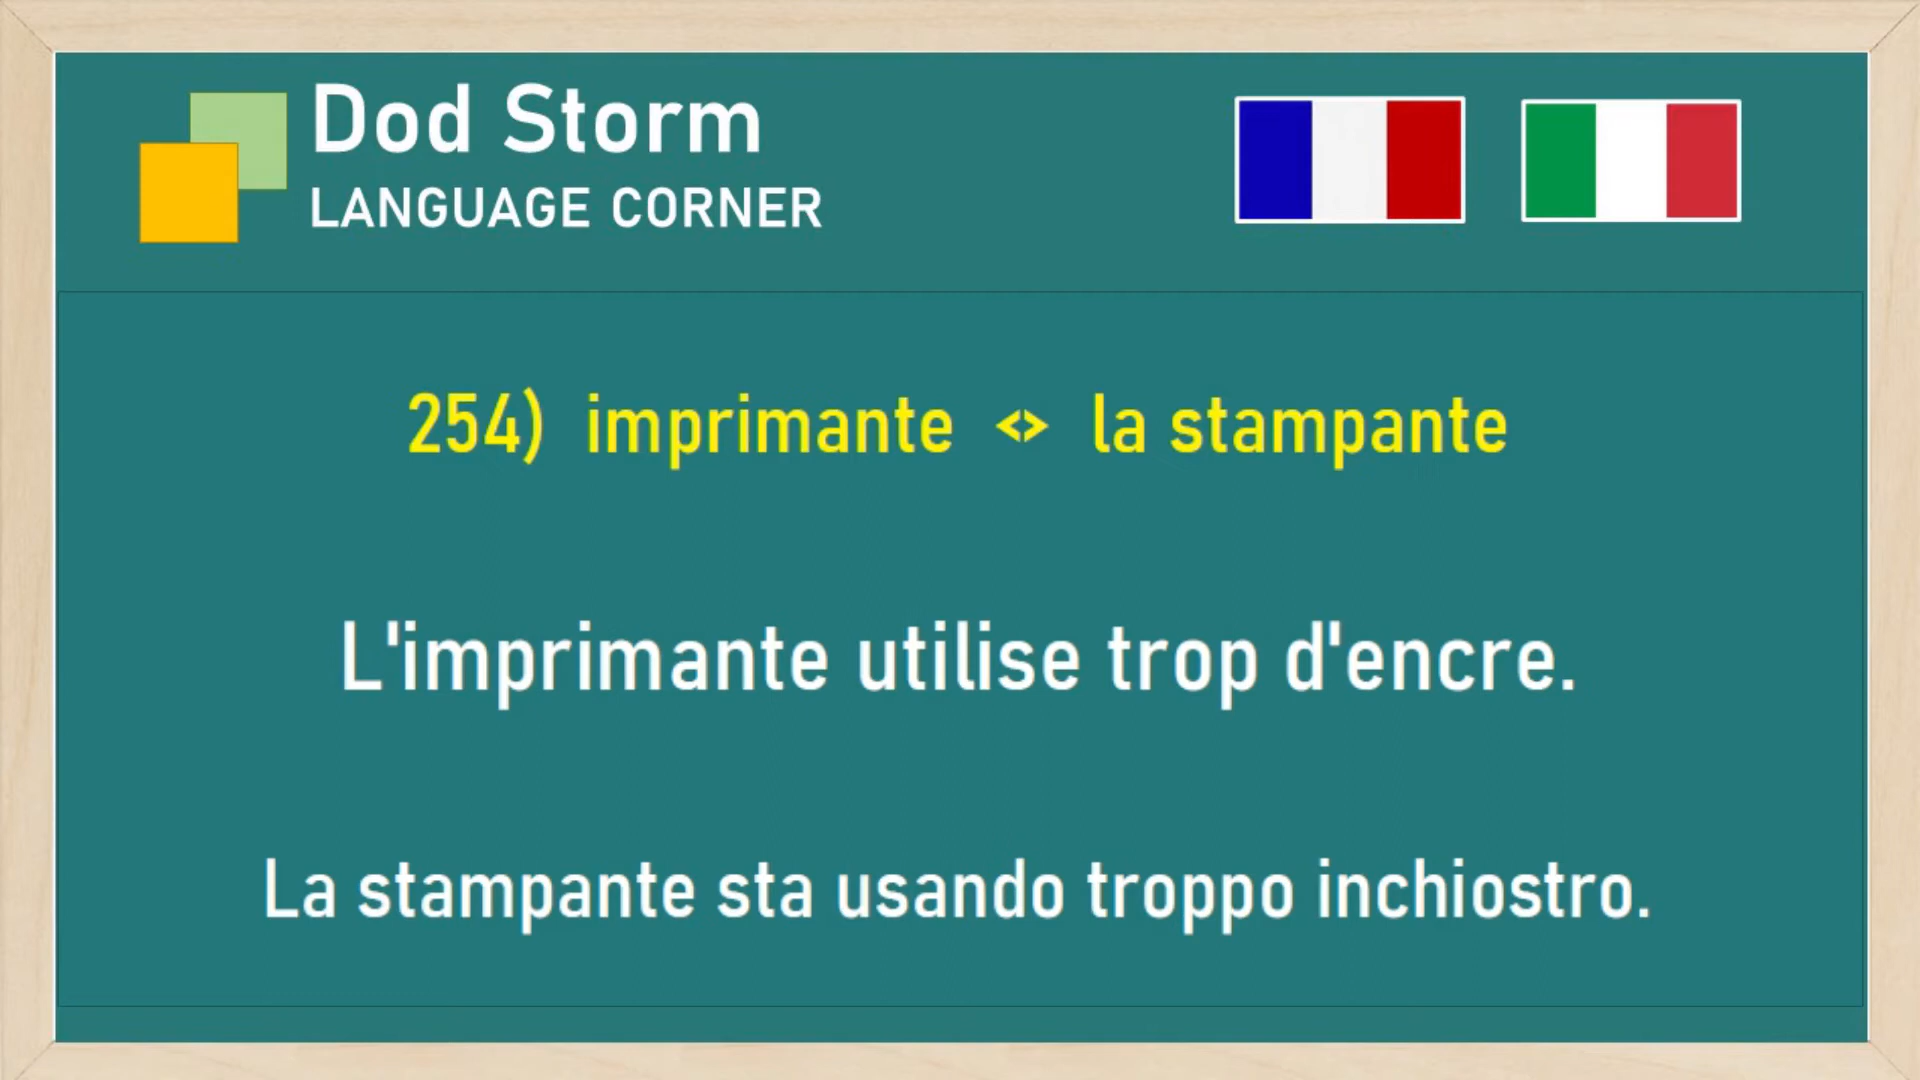 Dod Storm
LANGUAGE CORNER
254) imprimante <> la stampante
L'imprimante utilise trop d'encre.
La stampante sta usando troppo inchiostro.